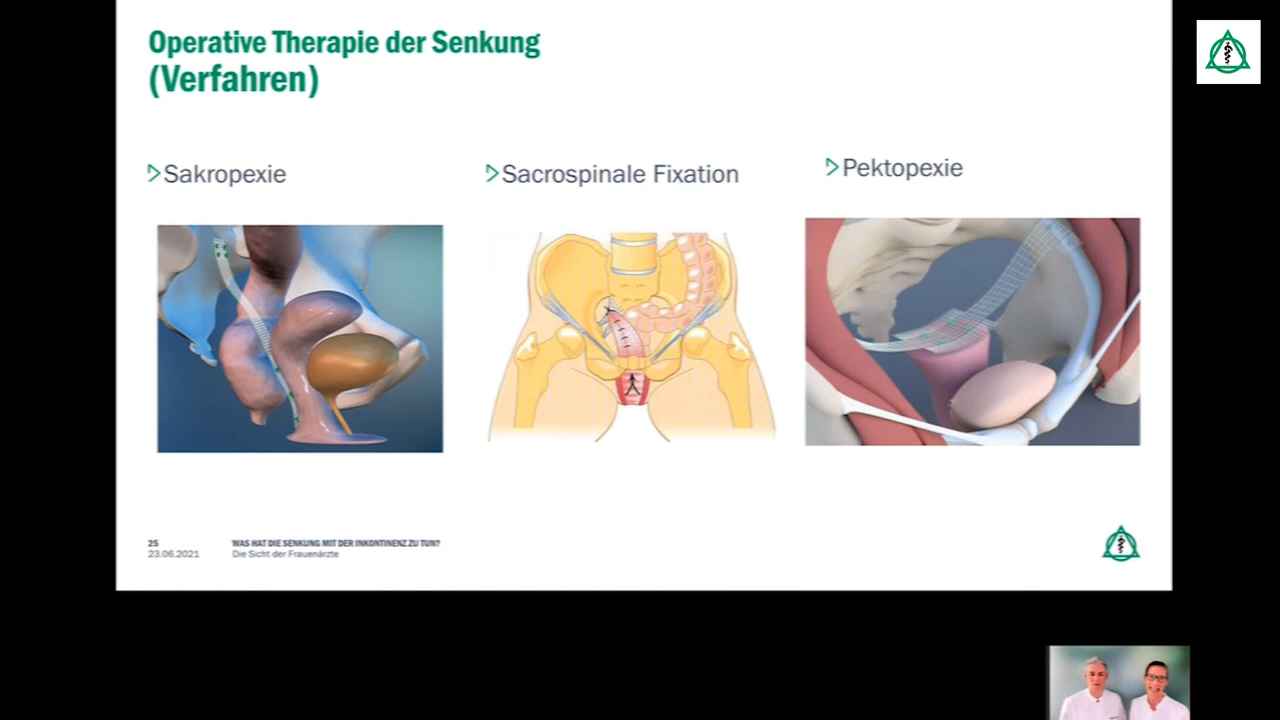 Operative Therapie der Senkung
(Verfahren)
Sakropexie
Sacrospinale Fixation
Pektopexie
25
23.06.2021
WAS HAT DIE SENKUNG MIT DER INKONTINENZ ZU TUN?
Die Sicht der Frauenärzte